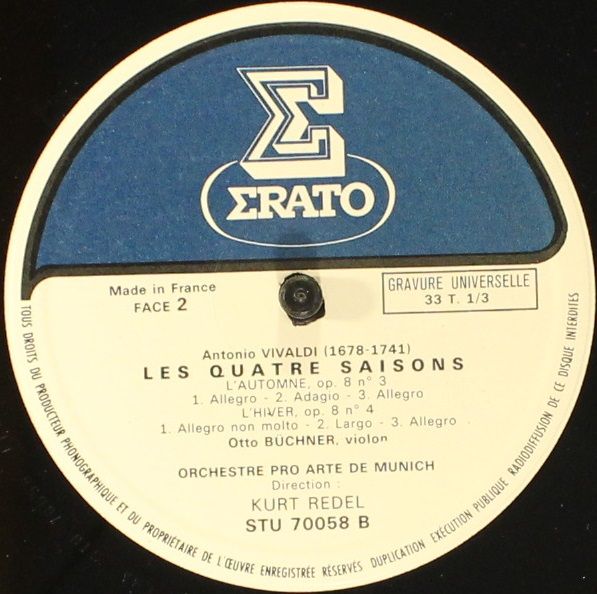 Σ
ΣRATO
Made in France
FACE 2
GRAVURE UNIVERSELLE
33 T. 1/3
Antonio VIVALDI (1678-1741)
LES QUATRE SAISONS
L'AUTOMNE, op. 8 n° 3
1. Allegro - 2. Adagio - 3. Allegro
L'HIVER, op. 8 n° 4
1. Allegro non molto - 2. Largo - 3. Allegro
Otto BÜCHNER, violon
ORCHESTRE PRO ARTE DE MUNICH
Direction :
KURT REDEL
STU 70058 B
TOUS DROITS DU PRODUCTEUR PHONOGRAPHIQUE ET DU PROPRIÉTAIRE DE L'ŒUVRE ENREGISTRÉE RÉSERVÉS DUPLICATION EXÉCUTION PUBLIQUE RADIODIFFUSION DE CE DISQUE INTERDITES